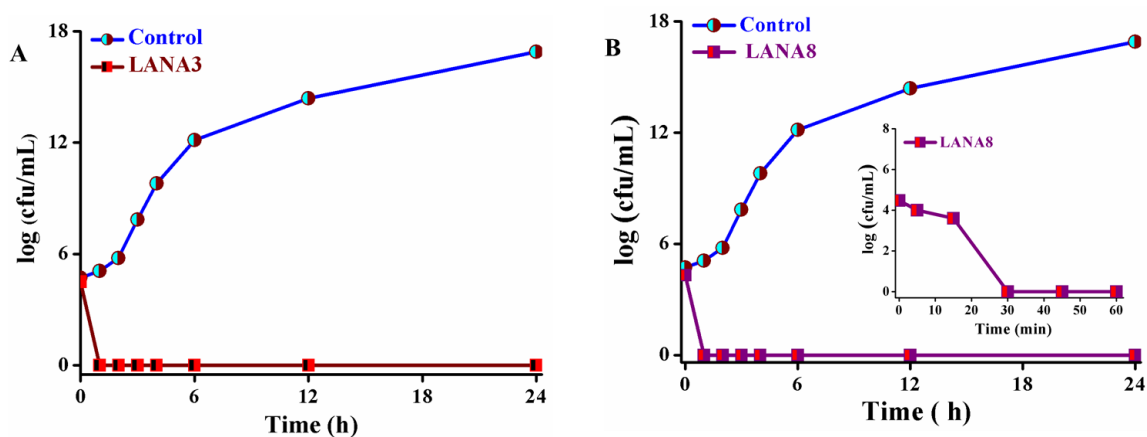 A
Control
LANA3
log (cfu/mL)
18
12
6
0
0 6 12 18 24
Time (h)
B
Control
LANA8
log (cfu/mL)
18
12
6
0
0 6 12 18 24
Time ( h)
LANA8
log (cfu/mL)
8
6
4
2
0
0 10 20 30 40 50 60
Time (min)